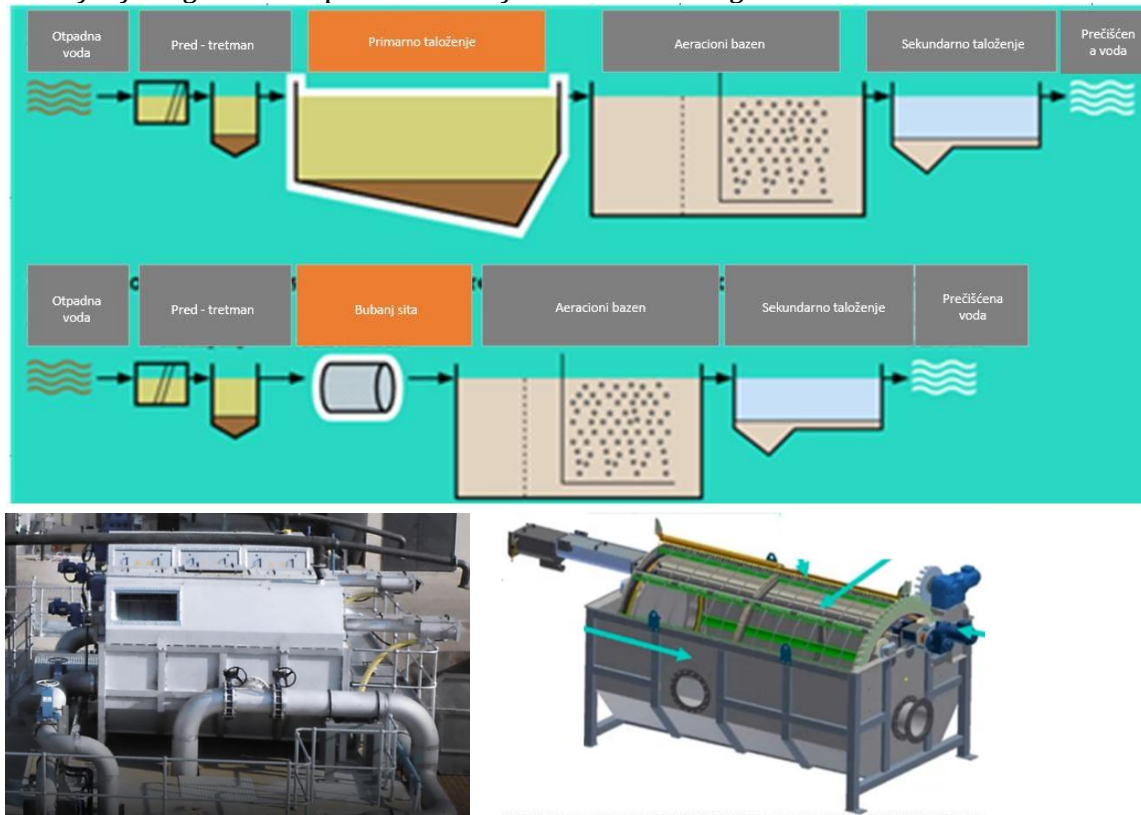 Otpadna
voda
Pred - tretman
Primarno taloženje
Aeracioni bazen
Sekundarno taloženje
Prečišćen
a voda
Otpadna
voda
Pred - tretman
Bubanj sita
Aeracioni bazen
Sekundarno taloženje
Prečišćena
voda